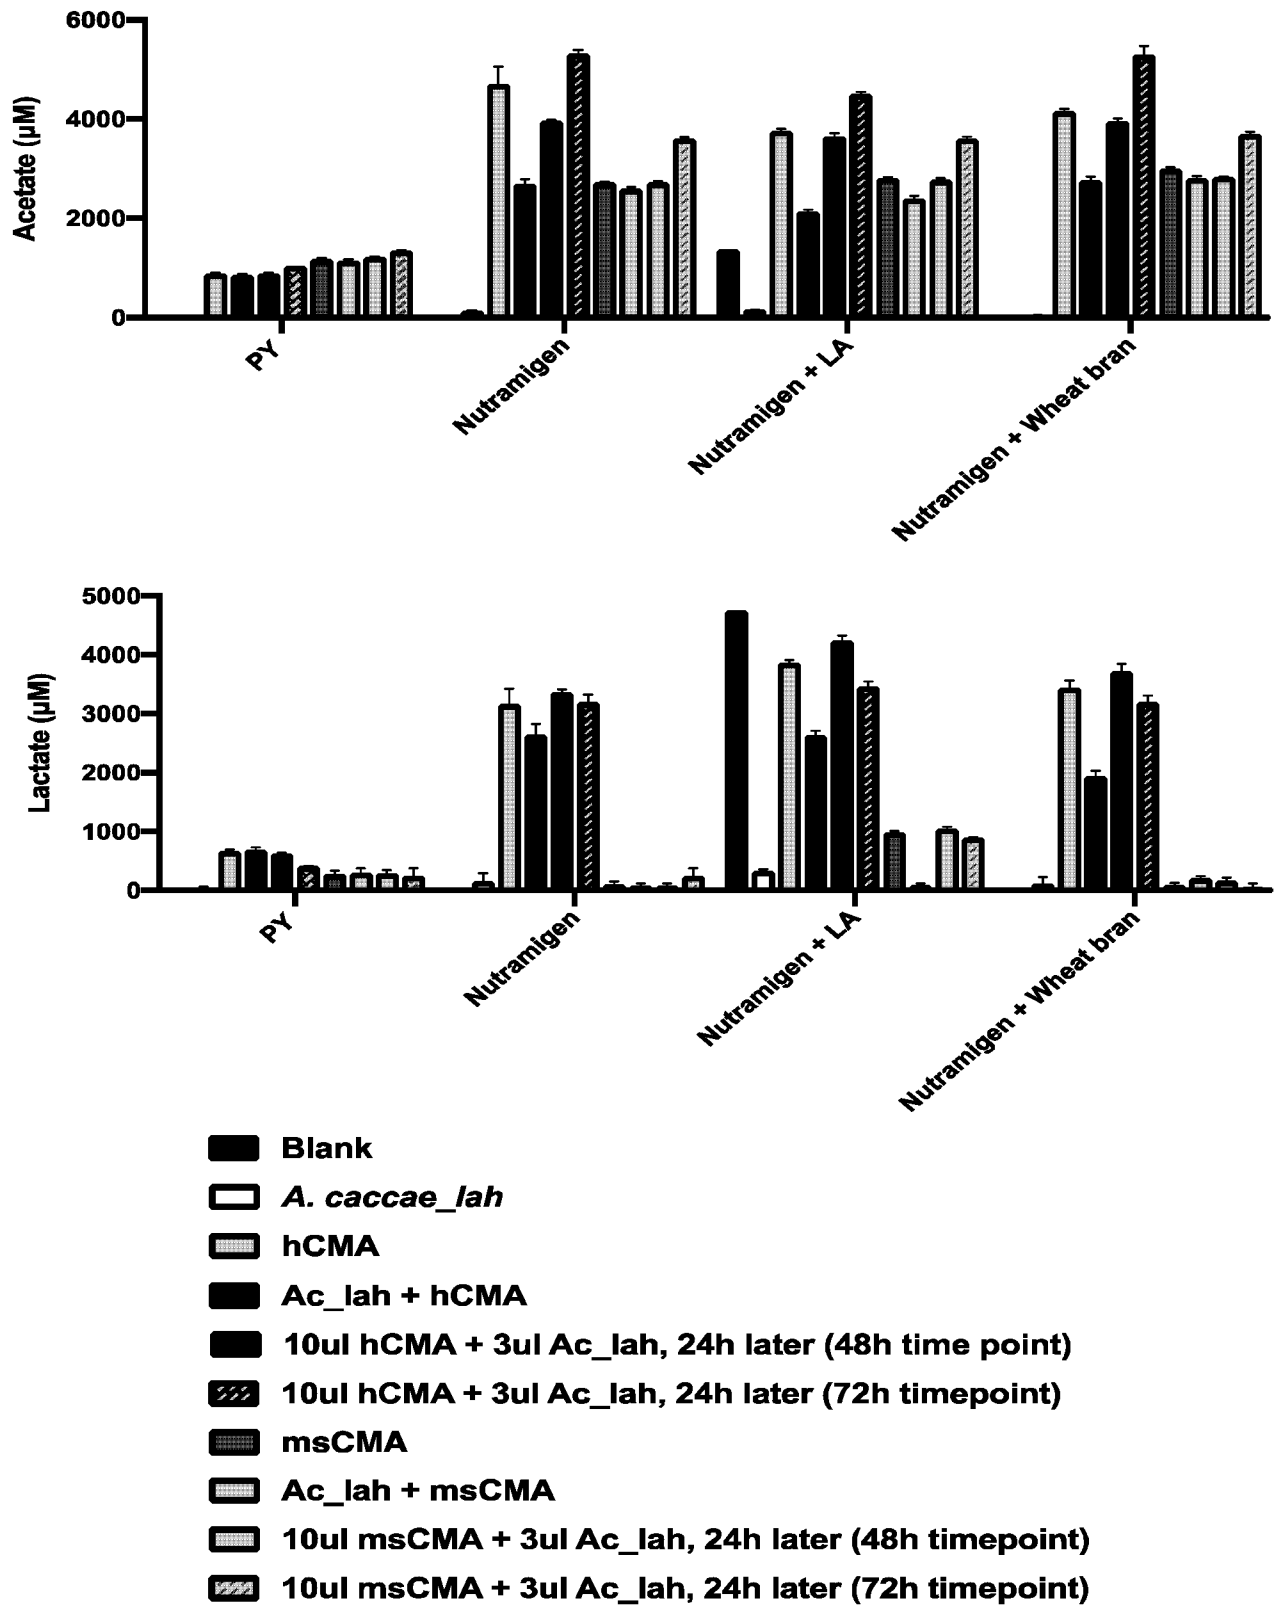 6000
4000
2000
0
Acetate (µM)
PY
Nutramigen
Nutramigen + LA
Nutramigen + Wheat bran
5000
4000
3000
2000
1000
0
Lactate (µM)
PY
Nutramigen
Nutramigen + LA
Nutramigen + Wheat bran
Blank
A. caccae_lah
hCMA
Ac_lah + hCMA
10ul hCMA + 3ul Ac_lah, 24h later (48h time point)
10ul hCMA + 3ul Ac_lah, 24h later (72h timepoint)
msCMA
Ac_lah + msCMA
10ul msCMA + 3ul Ac_lah, 24h later (48h timepoint)
10ul msCMA + 3ul Ac_lah, 24h later (72h timepoint)